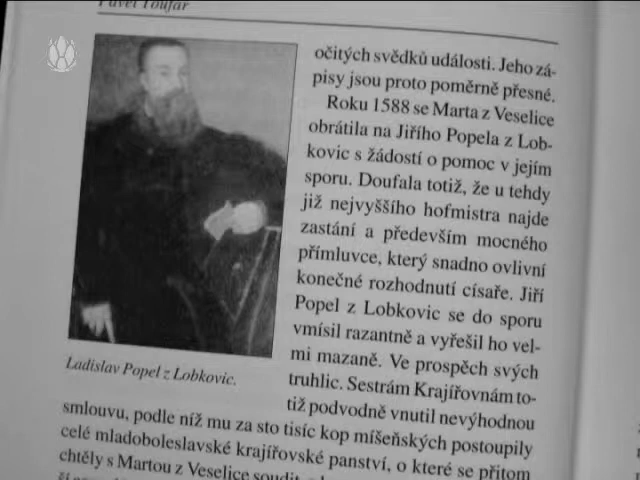 Pavel Toufar
očitých svědků události. Jeho zá-
pisy jsou proto poměrně přesné.
Roku 1588 se Marta z Veselice
obrátila na Jiřího Popela z Lob-
kovic s žádostí o pomoc v jejím
sporu. Doufala totiž, že u tehdy
již nejvyššího hofmistra najde
zastání a především mocného
přímluvce, který snadno ovlivní
konečné rozhodnutí císaře. Jiří
Popel z Lobkovic se do sporu
vmísil razantně a vyřešil ho vel-
mi mazaně. Ve prospěch svých
truhlic. Sestrám Krajířovnám to-
tiž podvodně vnutil nevýhodnou
Ladislav Popel z Lobkovic.
smlouvu, podle níž mu za sto tisíc kop míšeňských postoupily
celé mladoboleslavské krajířovské panství, o které se přitom
chtěly s Martou z Veselice soudit